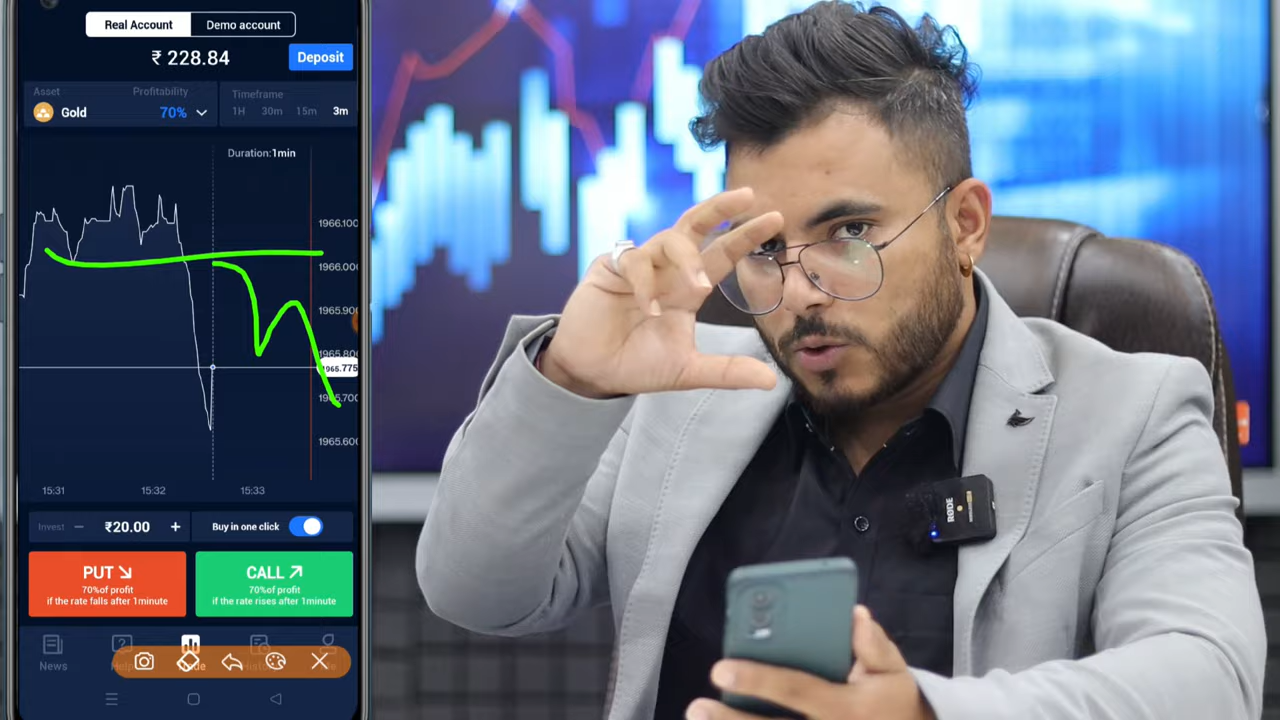 Real Account Demo account
₹ 228.84 Deposit
Asset Profitability Timeframe
Gold 70% 1H 30m 15m 3m
Duration:1min
1966.100
1966.000
1965.900
1965.800
1965.775
1965.700
1965.600
15:31 15:32 15:33
Invest − ₹20.00 + Buy in one click
PUT CALL
70%of profit 70%of profit
if the rate falls after 1minute if the rate rises after 1minute
News
RØDE